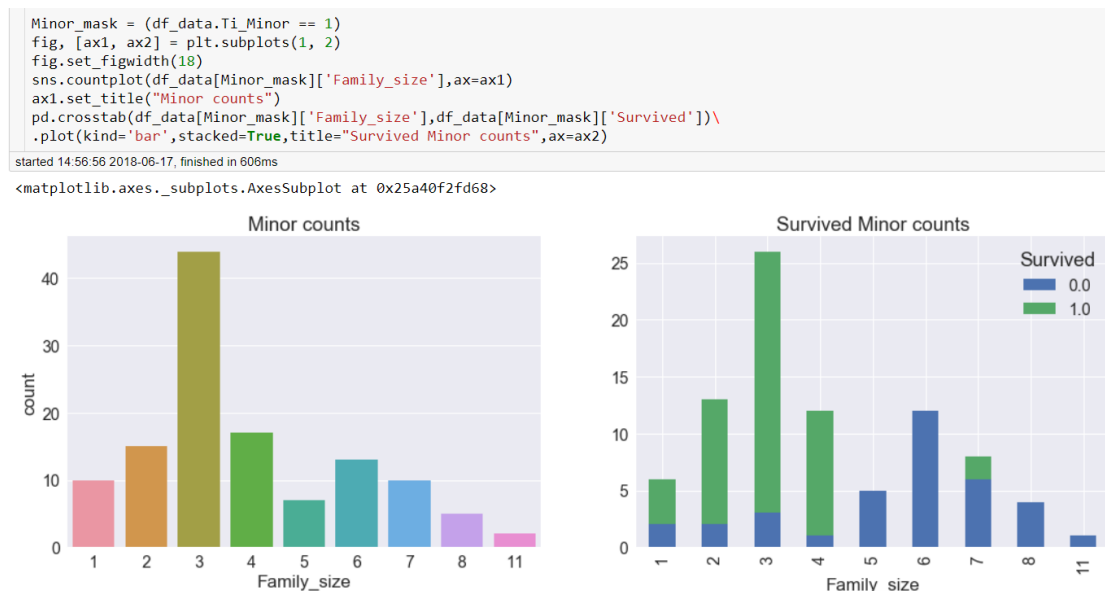 Minor_mask = (df_data.Ti_Minor == 1)
fig, [ax1, ax2] = plt.subplots(1, 2)
fig.set_figwidth(18)
sns.countplot(df_data[Minor_mask]['Family_size'],ax=ax1)
ax1.set_title("Minor counts")
pd.crosstab(df_data[Minor_mask]['Family_size'],df_data[Minor_mask]['Survived'])\
.plot(kind='bar',stacked=True,title="Survived Minor counts",ax=ax2)
started 14:56:56 2018-06-17, finished in 606ms
<matplotlib.axes._subplots.AxesSubplot at 0x25a40f2fd68>
Minor counts
40
30
20
10
0
count
1 2 3 4 5 6 7 8 11
Family_size
Survived Minor counts
25
20
15
10
5
0
Survived
0.0
1.0
1 2 3 4 5 6 7 8 11
Family_size